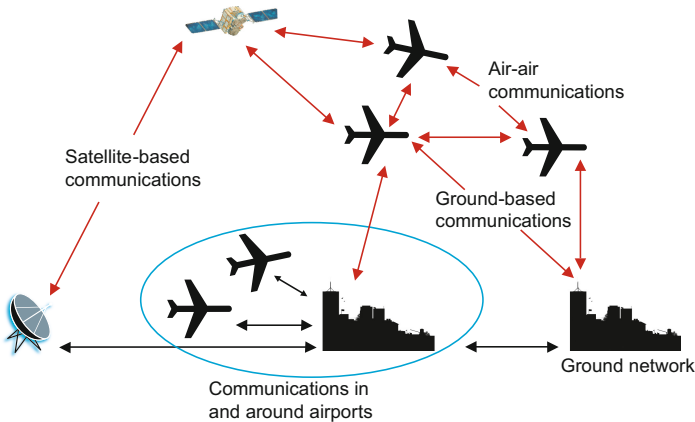 Air-air
communications
Satellite-based
communications
Ground-based
communications
Ground network
Communications in
and around airports